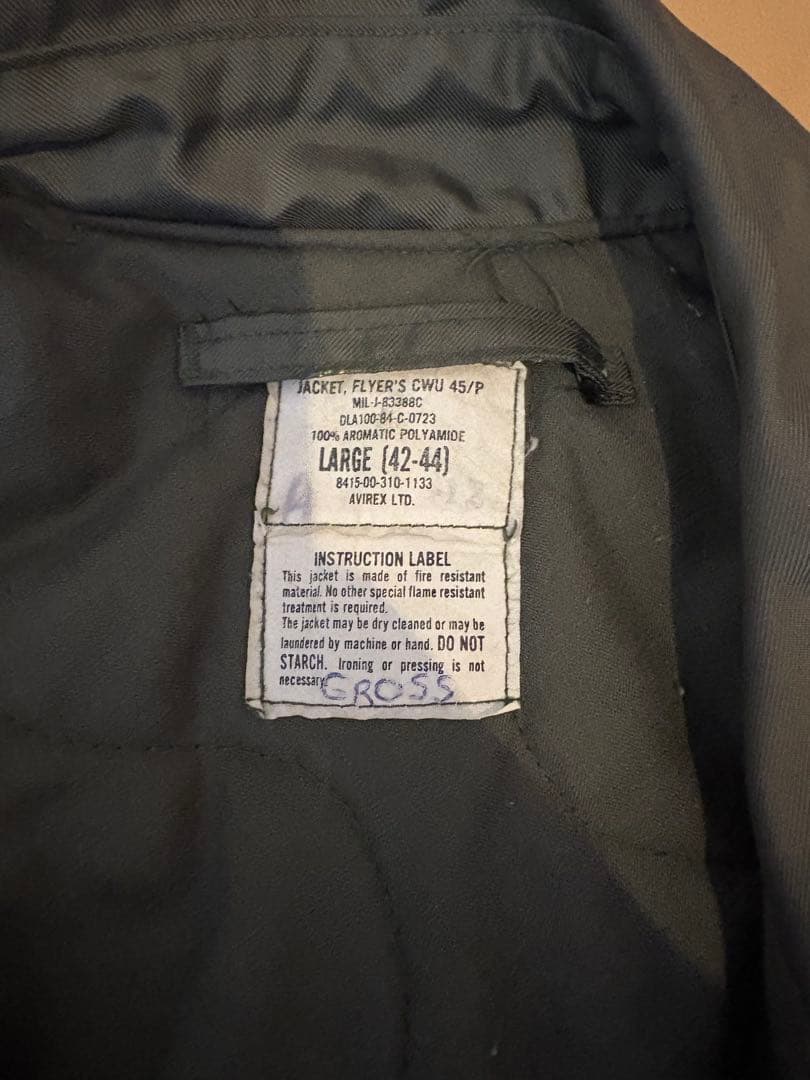 JACKET, FLYER'S CWU 45/P
MIL-J-83388C
DLA100-84-C-0723
100% AROMATIC POLYAMIDE
LARGE (42-44)
8415-00-310-1133
AVIREX LTD.
A
INSTRUCTION LABEL
This jacket is made of fire resistant
material. No other special flame resistant
treatment is required.
The jacket may be dry cleaned or may be
laundered by machine or hand. DO NOT
STARCH. Ironing or pressing is not
necessary
GROSS